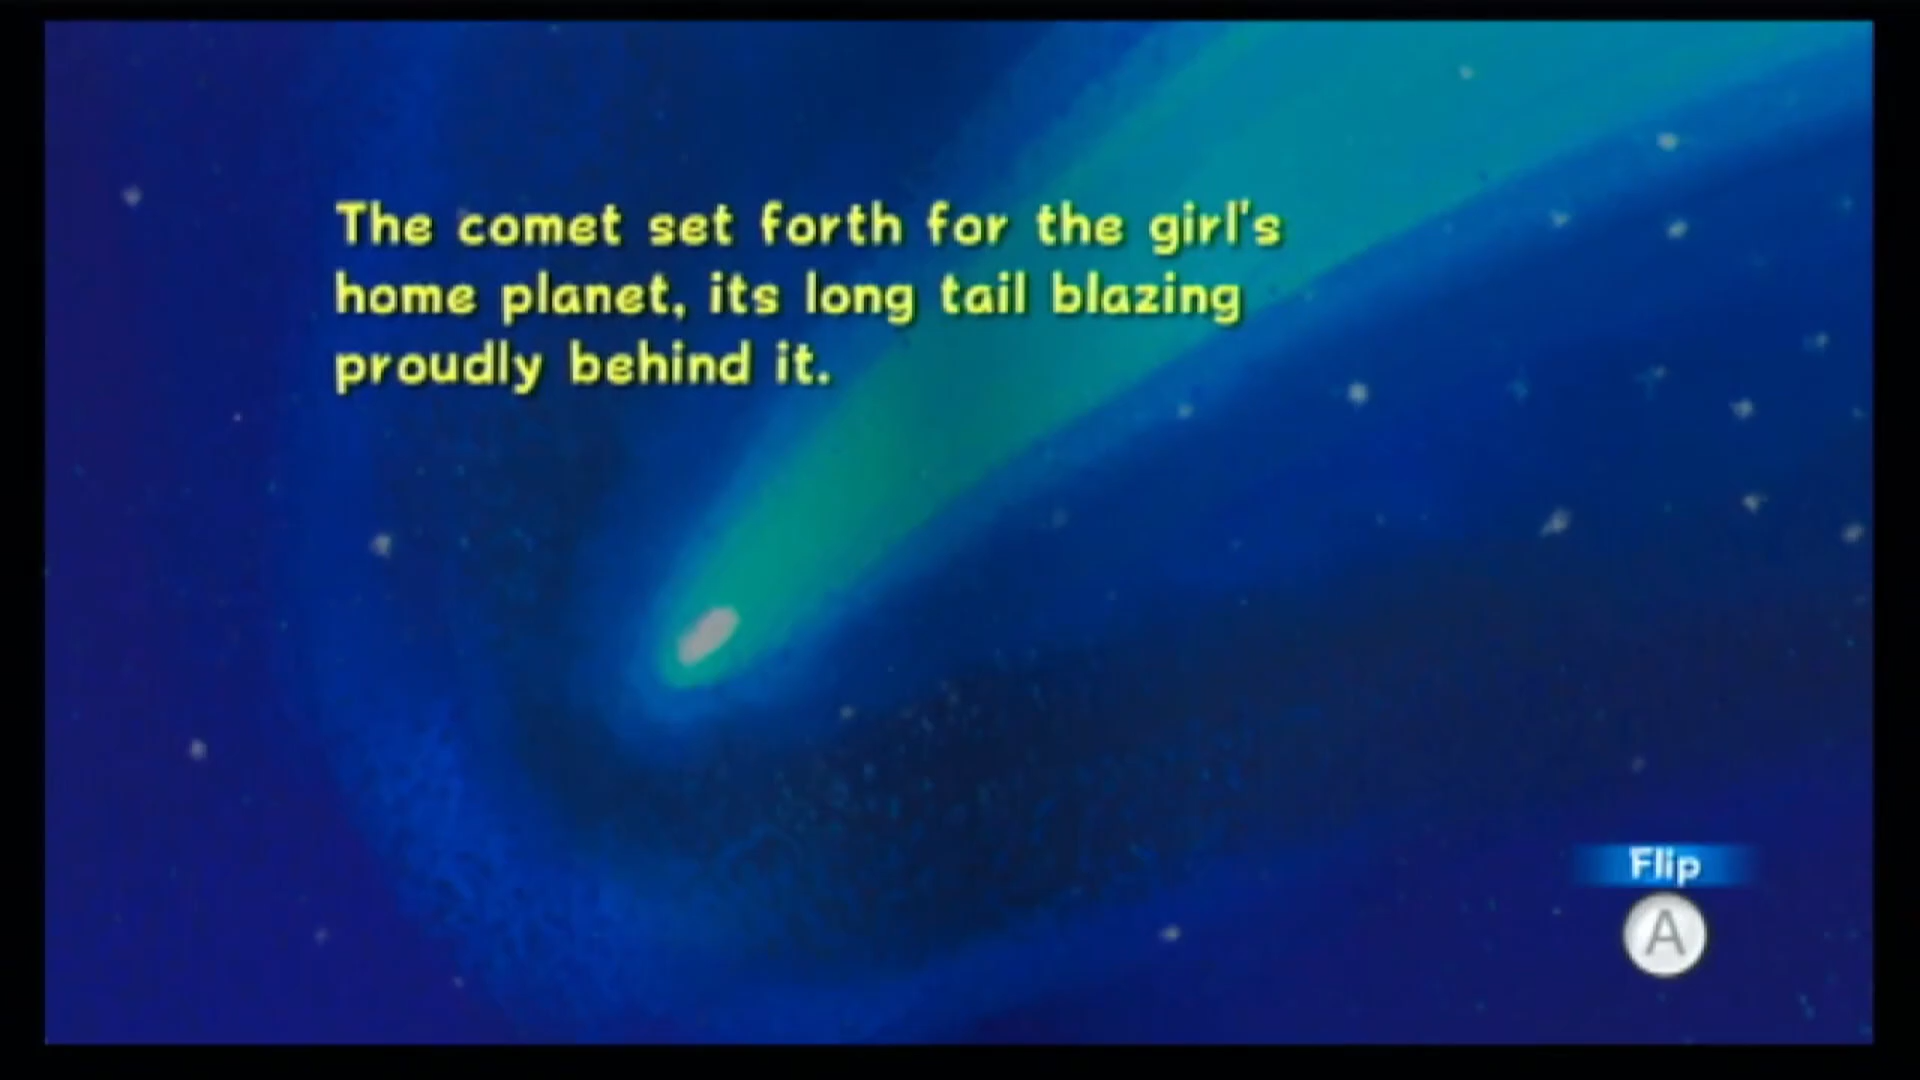 The comet set forth for the girl's
home planet, its long tail blazing
proudly behind it.
Flip
A